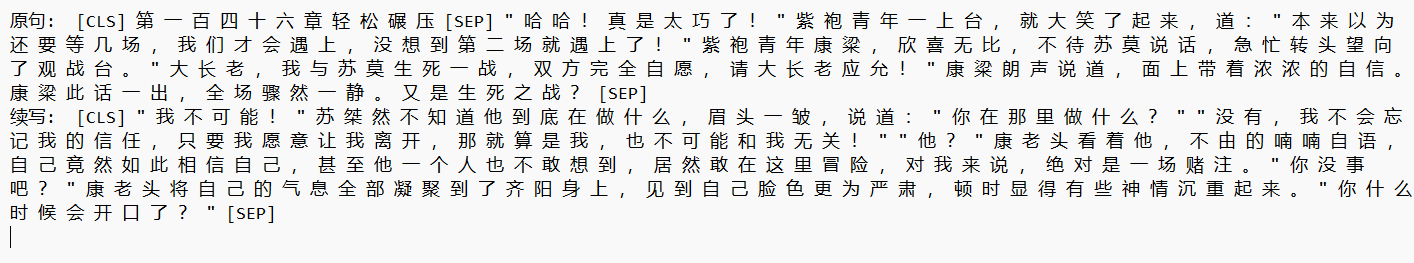 原句: [CLS] 第 一 百 四 十 六 章 轻 松 碾 压 [SEP] " 哈 哈 ！ 真 是 太 巧 了 ！ " 紫 袍 青 年 一 上 台 ， 就 大 笑 了 起 来 ， 道 ： " 本 来 以 为
还 要 等 几 场 ， 我 们 才 会 遇 上 ， 没 想 到 第 二 场 就 遇 上 了 ！ " 紫 袍 青 年 康 梁 ， 欣 喜 无 比 ， 不 待 苏 莫 说 话 ， 急 忙 转 头 望 向
了 观 战 台 。 " 大 长 老 ， 我 与 苏 莫 生 死 一 战 ， 双 方 完 全 自 愿 ， 请 大 长 老 应 允 ！ " 康 梁 朗 声 说 道 ， 面 上 带 着 浓 浓 的 自 信 。
康 梁 此 话 一 出 ， 全 场 骤 然 一 静 。 又 是 生 死 之 战 ？ [SEP]
续写: [CLS] " 我 不 可 能 ！ " 苏 桀 然 不 知 道 他 到 底 在 做 什 么 ， 眉 头 一 皱 ， 说 道 ： " 你 在 那 里 做 什 么 ？ " " 没 有 ， 我 不 会 忘
记 我 的 信 任 ， 只 要 我 愿 意 让 我 离 开 ， 那 就 算 是 我 ， 也 不 可 能 和 我 无 关 ！ " " 他 ？ " 康 老 头 看 着 他 ， 不 由 的 喃 喃 自 语 ，
自 己 竟 然 如 此 相 信 自 己 ， 甚 至 他 一 个 人 也 不 敢 想 到 ， 居 然 敢 在 这 里 冒 险 ， 对 我 来 说 ， 绝 对 是 一 场 赌 注 。 " 你 没 事
吧 ？ " 康 老 头 将 自 己 的 气 息 全 部 凝 聚 到 了 齐 阳 身 上 ， 见 到 自 己 脸 色 更 为 严 肃 ， 顿 时 显 得 有 些 神 情 沉 重 起 来 。 " 你 什 么
时 候 会 开 口 了 ？ " [SEP]